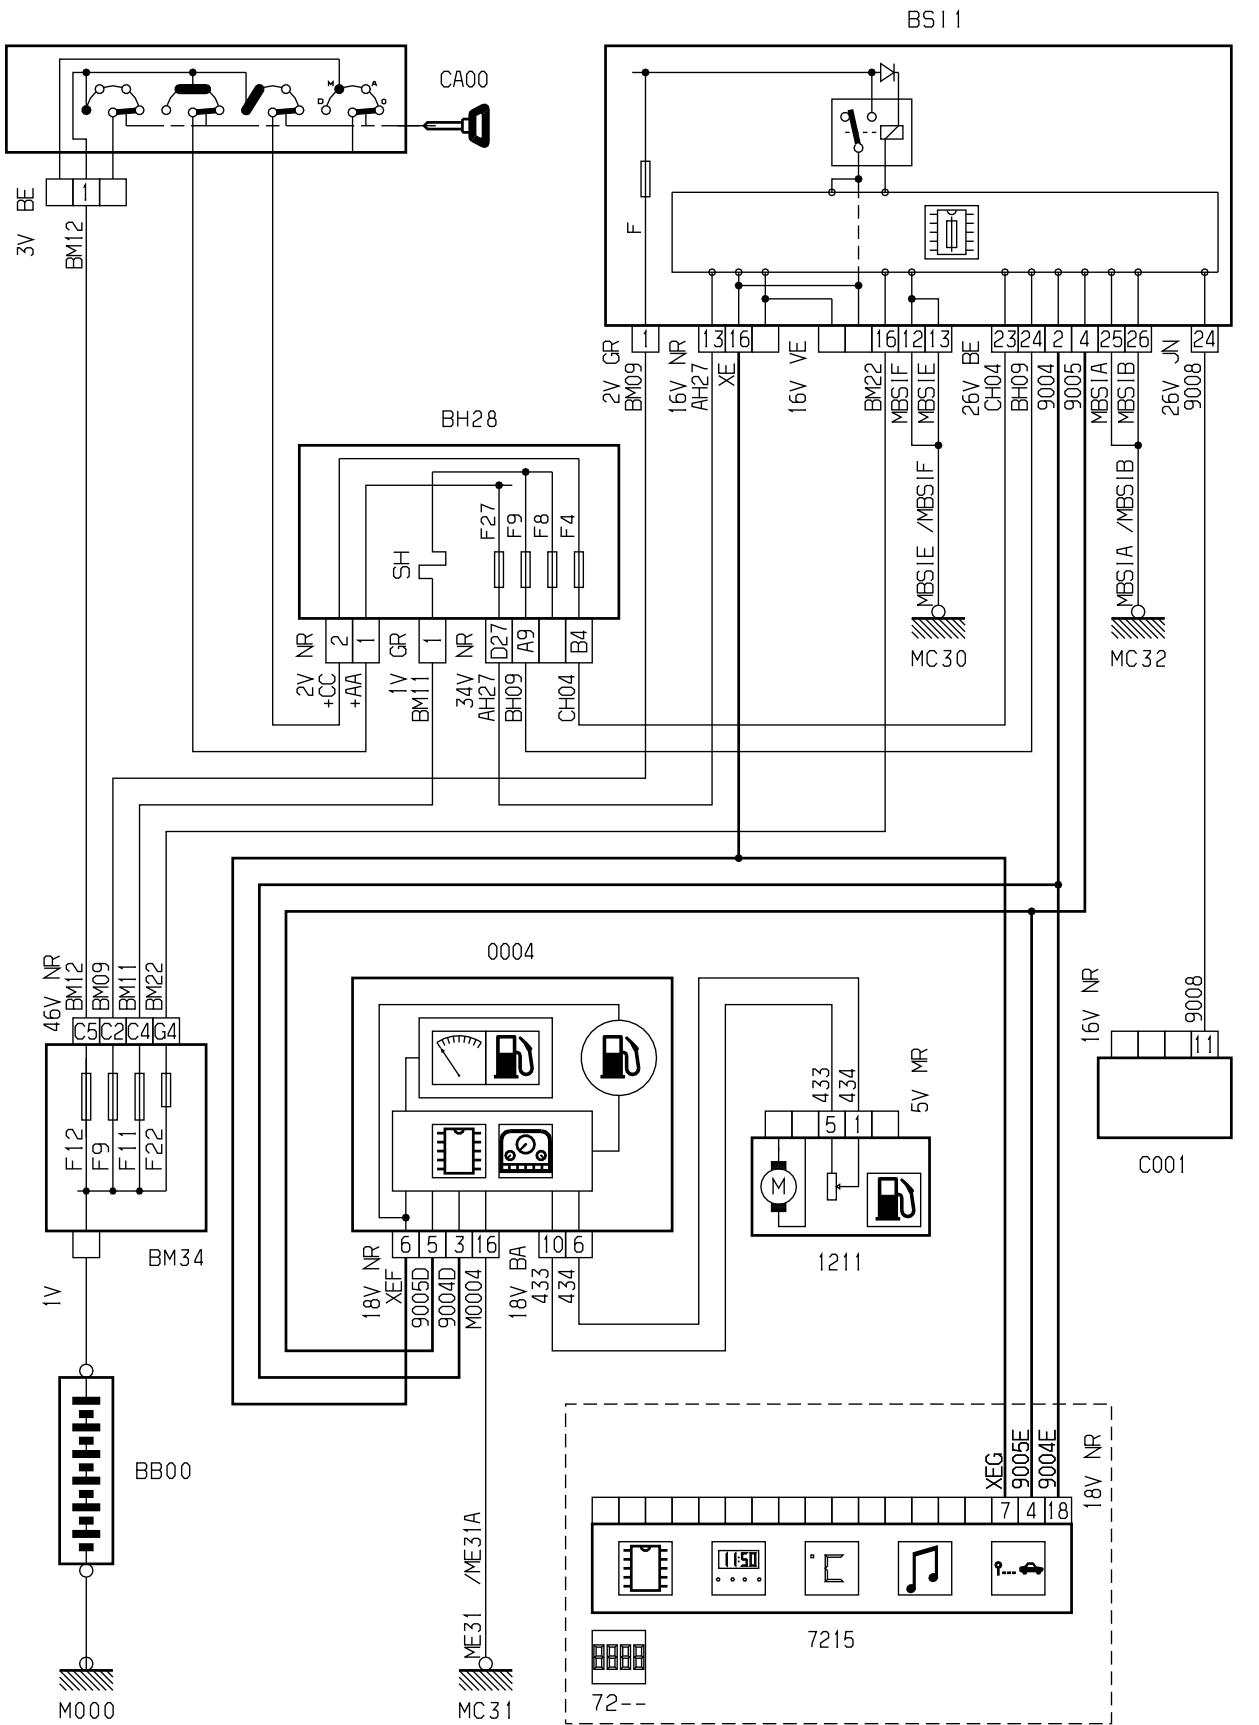 BSI1
CA00
M
A
D
O
1
3V BE
BM12
F
1
13
16
16
12
13
23
24
2
4
25
26
24
2V GR
BM09
16V NR
AH27
XE
16V VE
BM22
MBSIF
MBSIE
26V BE
CH04
BH09
9004
9005
MBSIA
MBSIB
26V JN
9008
MBSIE /MBSIF
MC30
MBSIA /MBSIB
MC32
BH28
SH
F27
F9
F8
F4
2
1
1
D27
A9
B4
2V NR
+CC
+AA
1V GR
BM11
34V NR
AH27
BH09
CH04
46V NR
BM12
BM09
BM11
BM22
C5
C2
C4
G4
F12
F9
F11
F22
BM34
1V
BB00
M000
0004
6
5
3
16
10
6
18V NR
XEF
9005D
9004D
M0004
18V BA
433
434
ME31 /ME31A
MC31
433
434
5V MR
5
1
M
1211
16V NR
9008
11
C001
XEG
9005E
9004E
18V NR
7
4
18
11:50
°C
7215
8888
72--